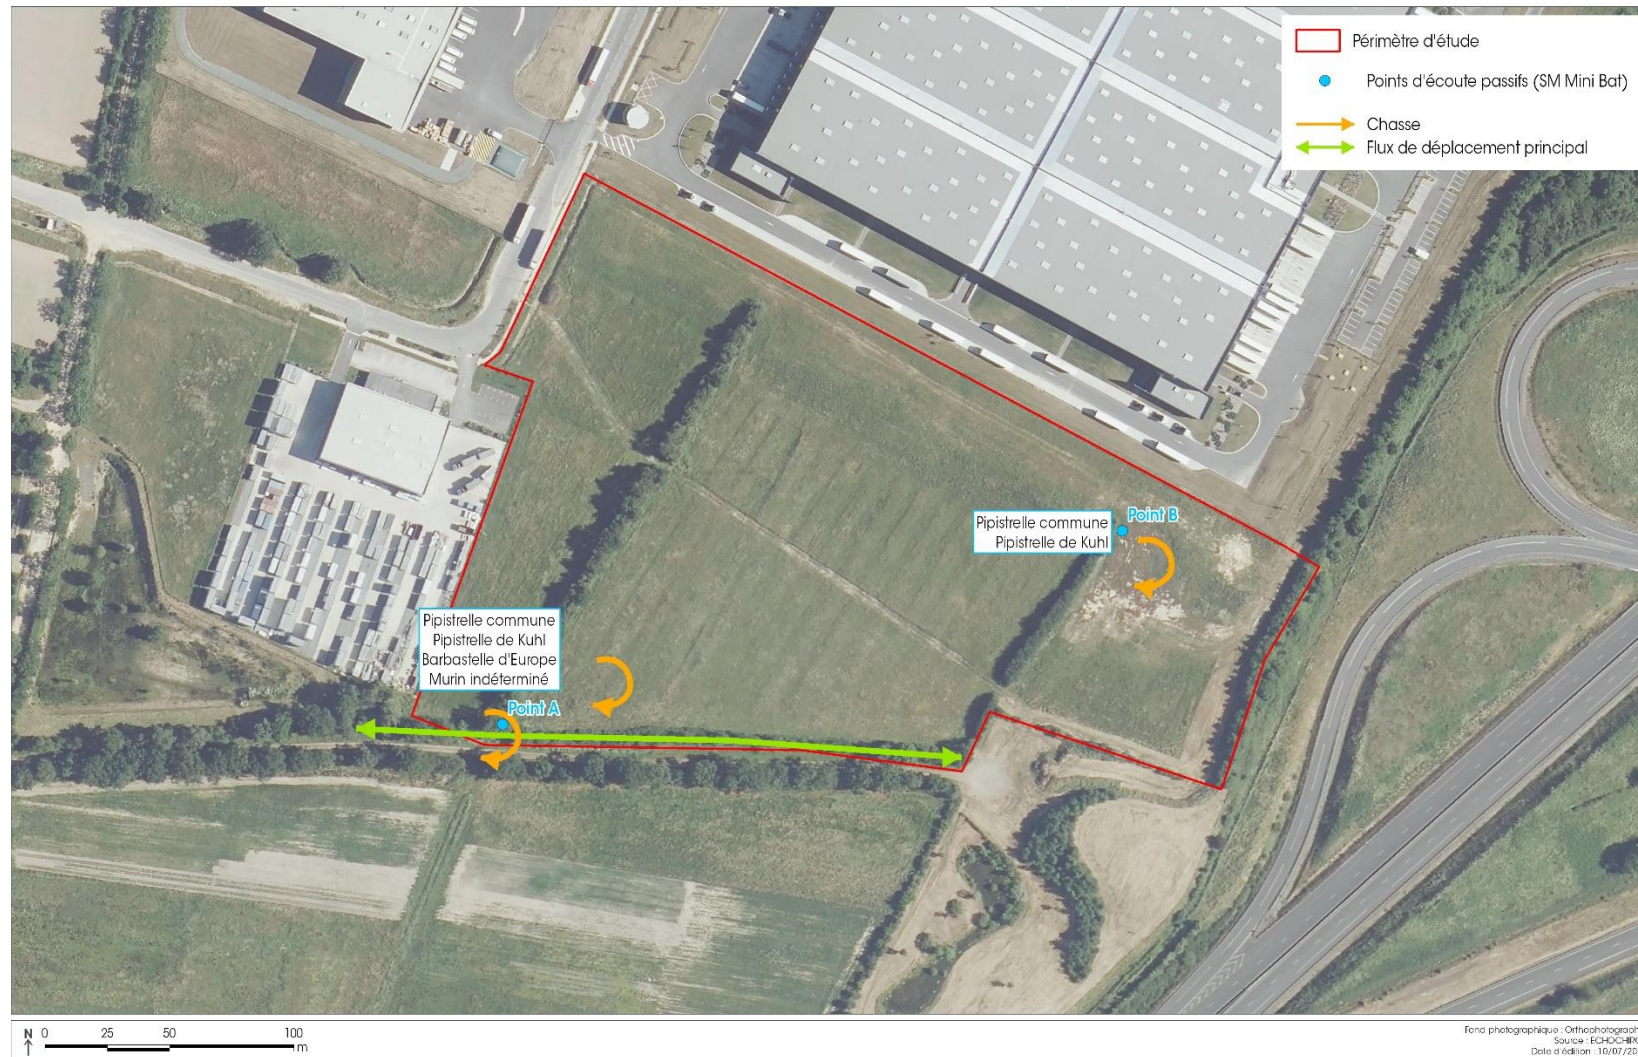 Périmètre d'étude
Points d'écoute passifs (SM Mini Bat)
Chasse
Flux de déplacement principal
Point B
Pipistrelle commune
Pipistrelle de Kuhl
Pipistrelle commune
Pipistrelle de Kuhl
Barbastelle d'Europe
Murin indéterminé
Point A
N 0 25 50 100
m
Fond photographique :
Source :
Date d'édition : 10/07/20